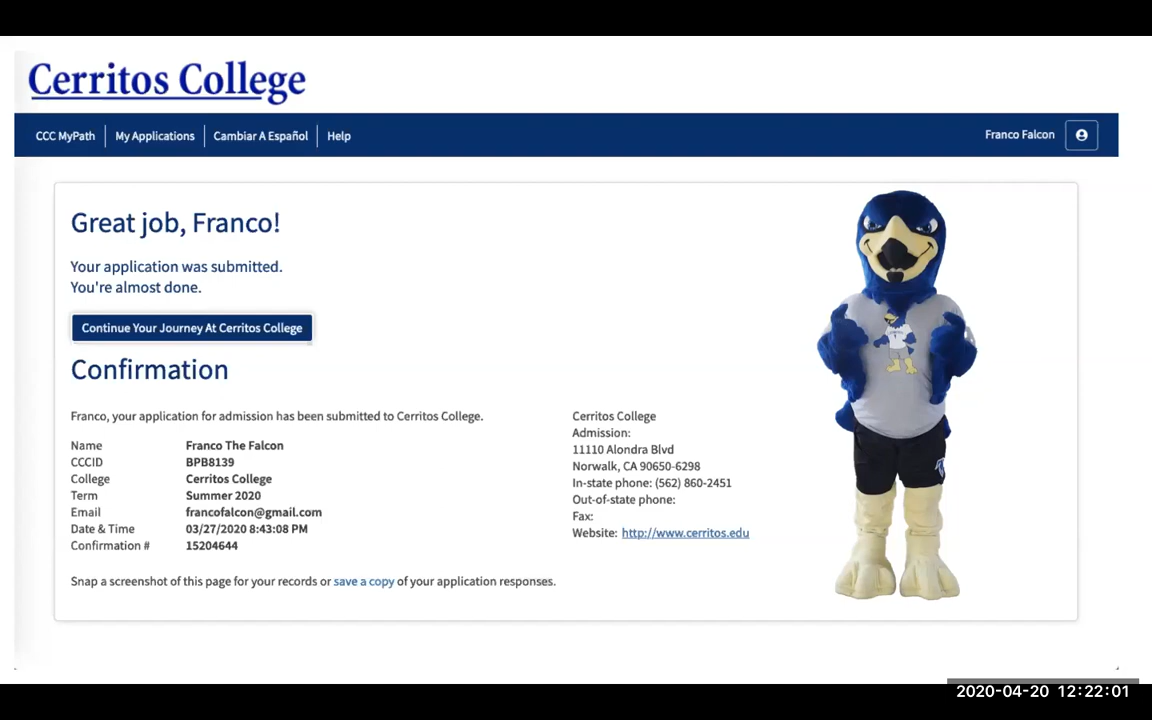 Cerritos College
CCC MyPath
My Applications
Cambiar A Español
Help
Franco Falcon
Great job, Franco!
Your application was submitted.
You're almost done.
Continue Your Journey At Cerritos College
Confirmation
Franco, your application for admission has been submitted to Cerritos College.
Name Franco The Falcon
CCCID BPB8139
College Cerritos College
Term Summer 2020
Email francofalcon@gmail.com
Date & Time 03/27/2020 8:43:08 PM
Confirmation # 15204644
Cerritos College
Admission:
11110 Alondra Blvd
Norwalk, CA 90650-6298
In-state phone: (562) 860-2451
Out-of-state phone:
Fax:
Website: http://www.cerritos.edu
Snap a screenshot of this page for your records or save a copy of your application responses.
2020-04-20 12:22:01